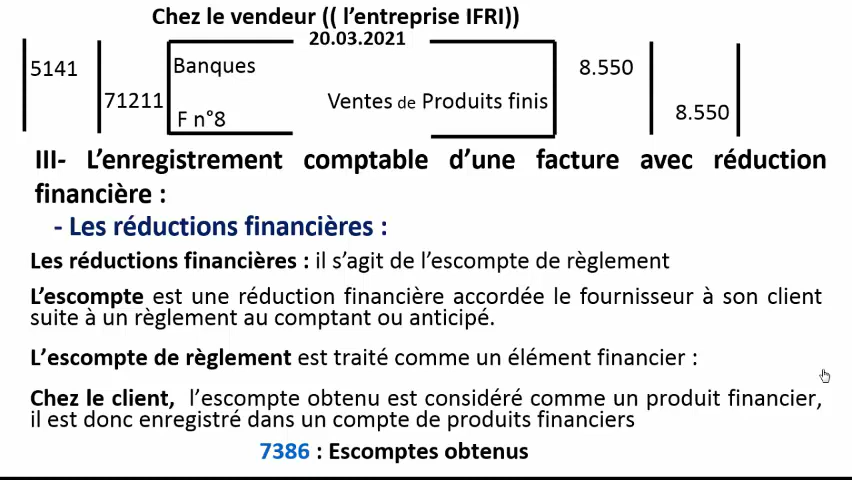 Chez le vendeur (( l'entreprise IFRI))
20.03.2021
5141 Banques 8.550
71211 Ventes de Produits finis 8.550
F n°8
III- L'enregistrement comptable d'une facture avec réduction
financière :
- Les réductions financières :
Les réductions financières : il s'agit de l'escompte de règlement
L'escompte est une réduction financière accordée le fournisseur à son client
suite à un règlement au comptant ou anticipé.
L'escompte de règlement est traité comme un élément financier :
Chez le client, l'escompte obtenu est considéré comme un produit financier,
il est donc enregistré dans un compte de produits financiers
7386 : Escomptes obtenus